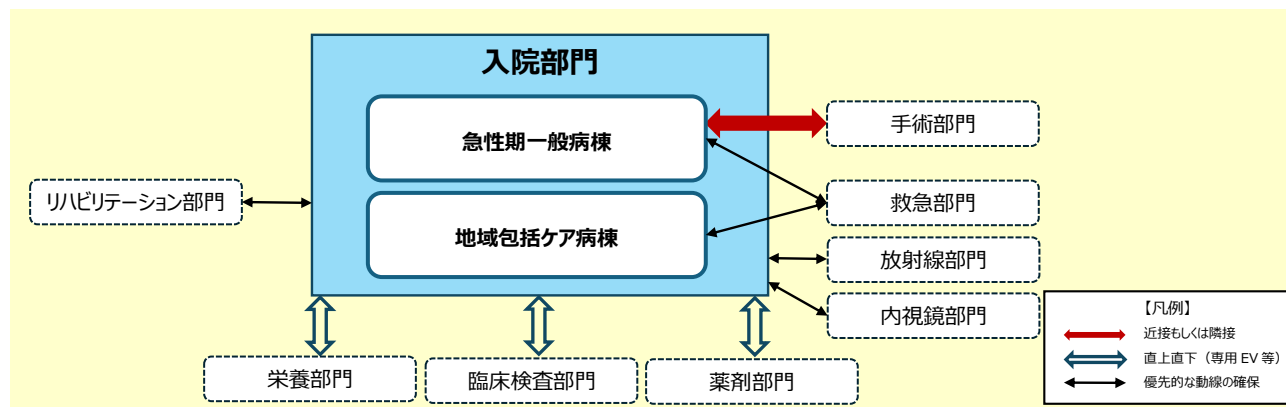 入院部門
急性期一般病棟
手術部門
リハビリテーション部門
救急部門
地域包括ケア病棟
放射線部門
内視鏡部門
栄養部門
臨床検査部門
薬剤部門
【凡例】
近接もしくは隣接
直上直下（専用 EV 等）
優先的な動線の確保